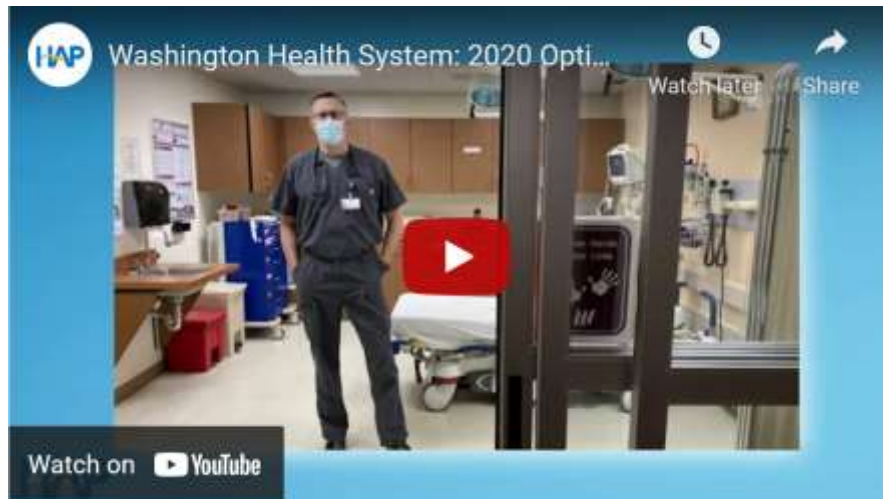 HAP
Washington Health System: 2020 Opti...
Watch later
Share
Watch on YouTube